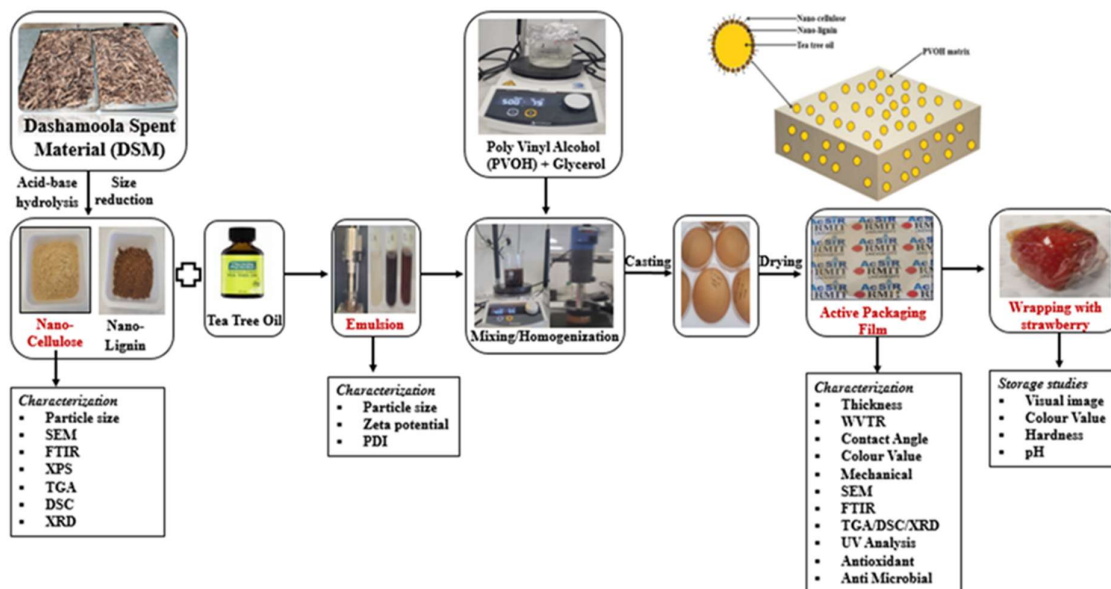 Nano-cellulose
Nano-lignin
Tea tree oil
PVOH matrix
Dashamoola Spent
Material (DSM)
Poly Vinyl Alcohol
(PVOH) + Glycerol
Acid-base
hydrolysis
Size
reduction
Nano-
Cellulose
Nano-
Lignin
Tea Tree Oil
Emulsion
Mixing/Homogenization
Casting
Drying
AcSIR
RMIT
Active Packaging
Film
Wrapping with
strawberry
Characterization
▪ Particle size
▪ SEM
▪ FTIR
▪ XPS
▪ TGA
▪ DSC
▪ XRD
Characterization
▪ Particle size
▪ Zeta potential
▪ PDI
Characterization
▪ Thickness
▪ WVTR
▪ Contact Angle
▪ Colour Value
▪ Mechanical
▪ SEM
▪ FTIR
▪ TGA/DSC/XRD
▪ UV Analysis
▪ Antioxidant
▪ Anti Microbial
Storage studies
▪ Visual image
▪ Colour Value
▪ Hardness
▪ pH